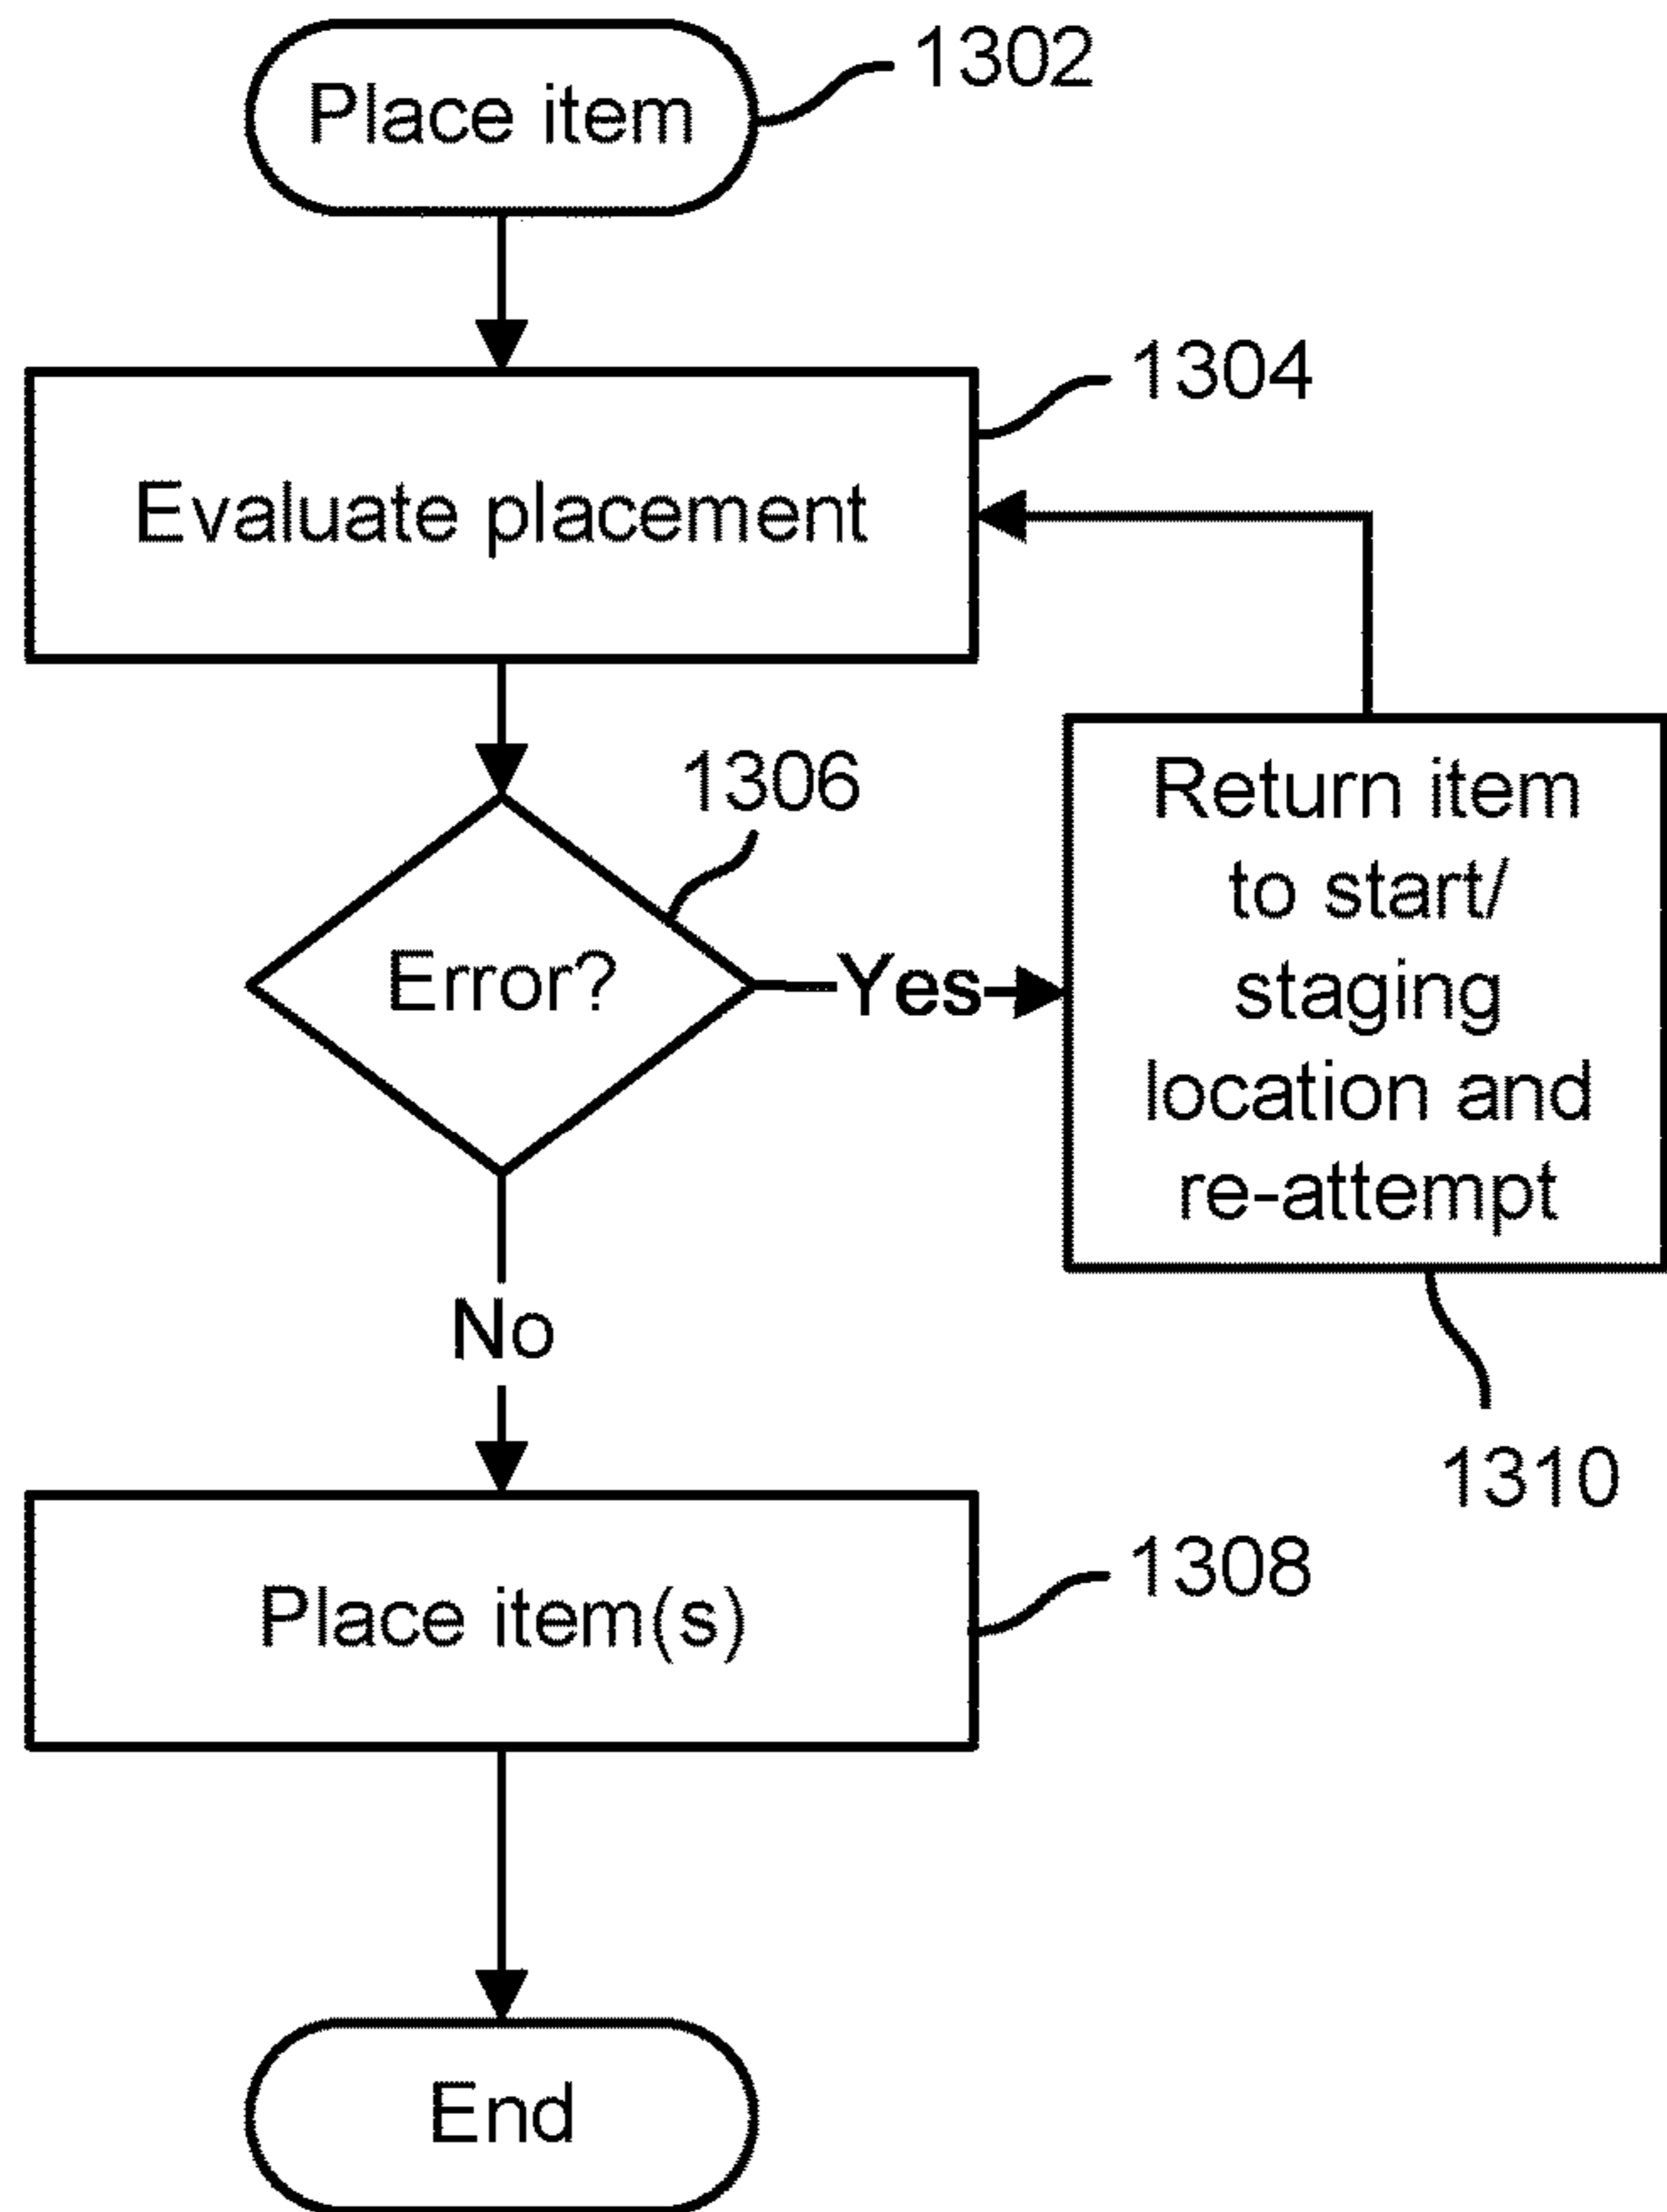 Place item
1302
1304
Evaluate placement
1306
Error?
Yes
Return item
to start/
staging
location and
re-attempt
1310
No
1308
Place item(s)
End